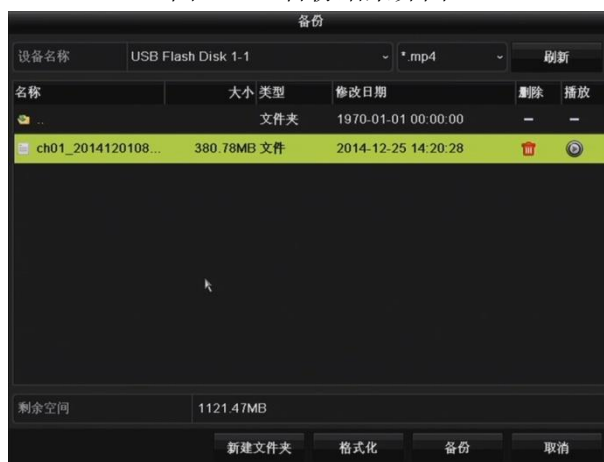 备份
设备名称 USB Flash Disk 1-1 *.mp4 刷新
名称 大小 类型 修改日期 删除 播放
.. 文件夹 1970-01-01 00:00:00 – –
ch01_2014120108... 380.78MB 文件 2014-12-25 14:20:28
剩余空间 1121.47MB
新建文件夹 格式化 备份 取消